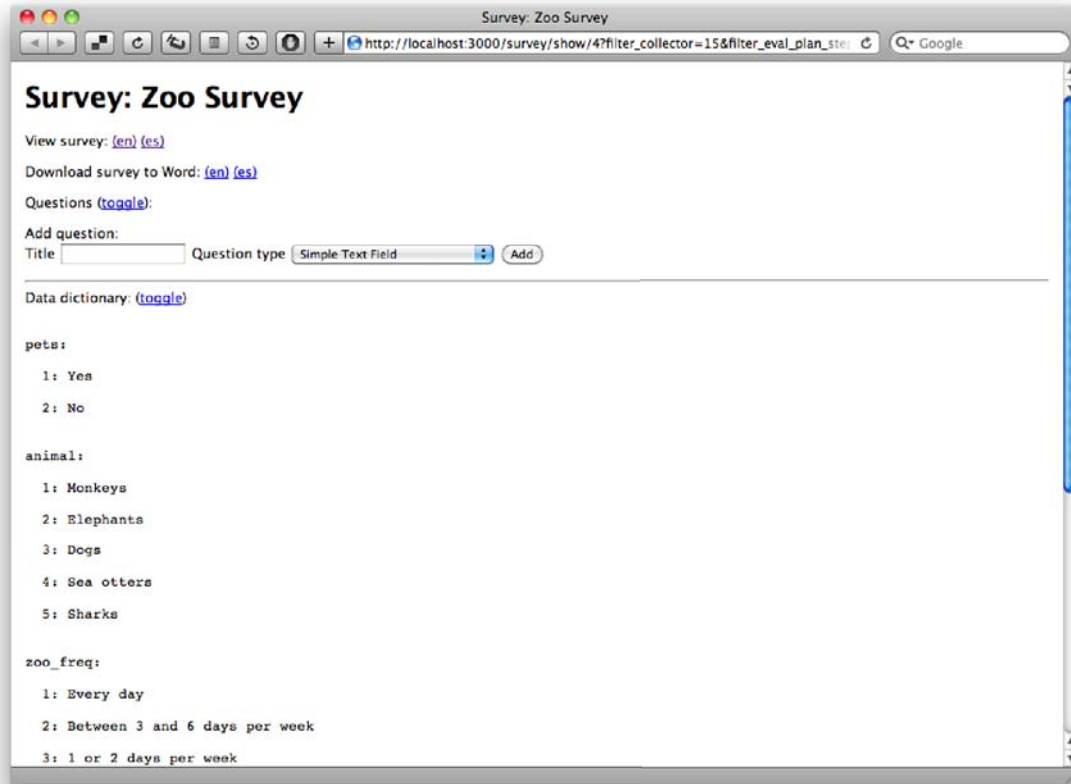 Survey: Zoo Survey
http://localhost:3000/survey/show/4?filter_collector=15&filter_eval_plan_ste
Google
Survey: Zoo Survey
View survey: (en) (es)
Download survey to Word: (en) (es)
Questions (toggle):
Add question:
Title Question type Simple Text Field Add
Data dictionary: (toggle)
pets:
1: Yes
2: No
animal:
1: Monkeys
2: Elephants
3: Dogs
4: Sea otters
5: Sharks
zoo_freq:
1: Every day
2: Between 3 and 6 days per week
3: 1 or 2 days per week